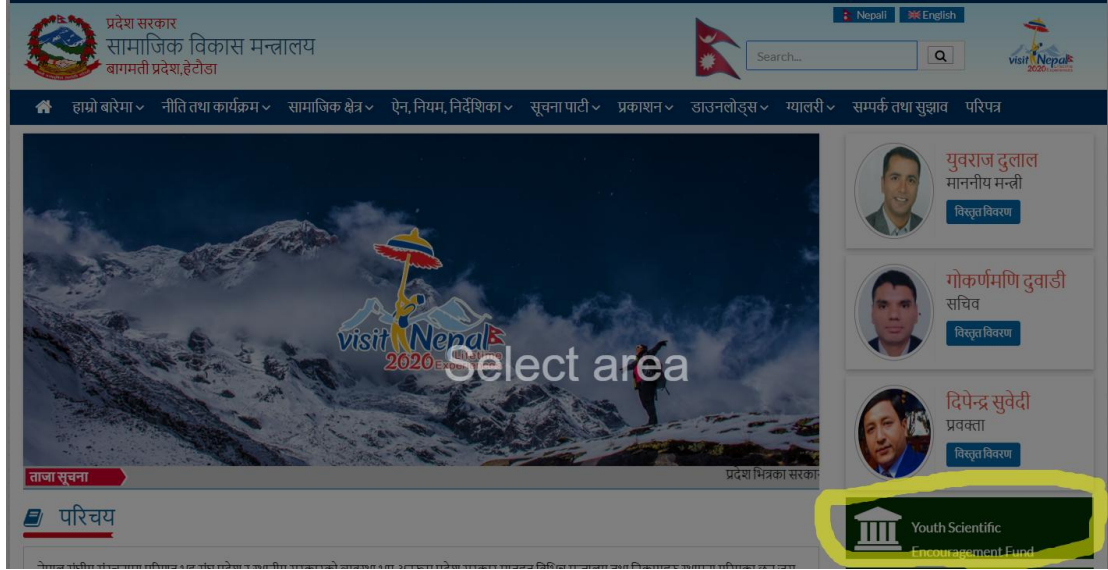 प्रदेश सरकार
सामाजिक विकास मन्त्रालय
बागमती प्रदेश,हेटौडा
Nepali
English
Search...
visit Nepal
2020
हाम्रो बारेमा
नीति तथा कार्यक्रम
सामाजिक क्षेत्र
ऐन, नियम, निर्देशिका
सूचना पाटी
प्रकाशन
डाउनलोड्स
ग्यालरी
सम्पर्क तथा सुझाव
परिपत्र
visit Nepal
2020
Select area
युवराज दुलाल
माननीय मन्त्री
विस्तृत विवरण
गोकर्णमणि दुवाडी
सचिव
विस्तृत विवरण
दिपेन्द्र सुवेदी
प्रवक्ता
विस्तृत विवरण
ताजा सूचना
प्रदेश भित्रका
परिचय
Youth Scientific
Encouragement Fund